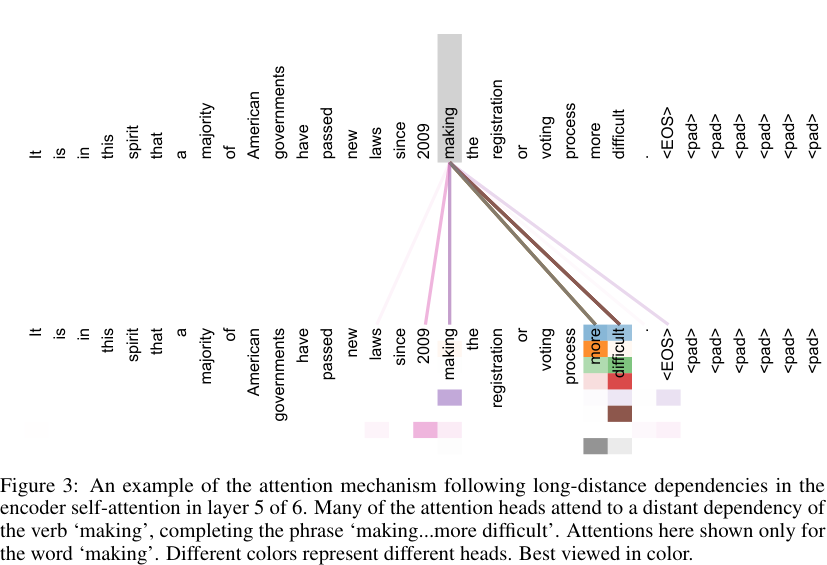 It is in this spirit that a majority of American governments have passed new laws since 2009 making the registration or voting process more difficult . <EOS> <pad> <pad> <pad> <pad> <pad> <pad>
It is in this spirit that a majority of American governments have passed new laws since 2009 making the registration or voting process more difficult . <EOS> <pad> <pad> <pad> <pad> <pad> <pad>
Figure 3: An example of the attention mechanism following long-distance dependencies in the
encoder self-attention in layer 5 of 6. Many of the attention heads attend to a distant dependency of
the verb ‘making’, completing the phrase ‘making...more difficult’. Attentions here shown only for
the word ‘making’. Different colors represent different heads. Best viewed in color.